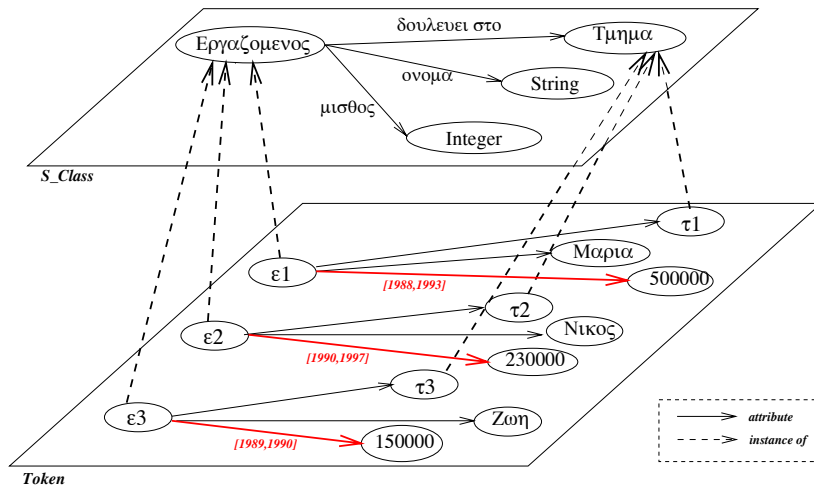 δουλευει στο
Εργαζομενος
Τμημα
ονομα
String
μισθος
Integer
S_Class
τ1
Μαρια
ε1
500000
[1988,1993]
τ2
Νικος
ε2
[1990,1997]
230000
τ3
ε3
Ζωη
[1989,1990]
150000
attribute
instance of
Token